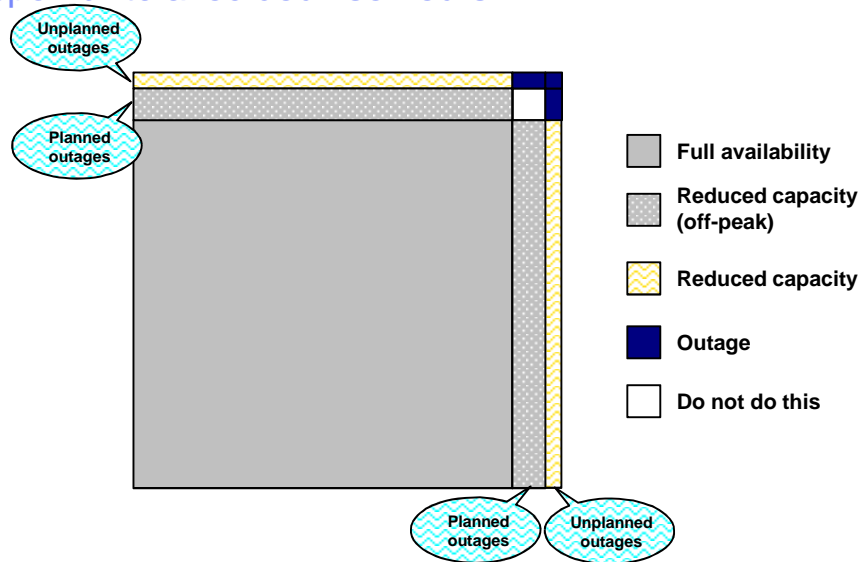 Unplanned
outages
Planned
outages
Full availability
Reduced capacity
(off-peak)
Reduced capacity
Outage
Do not do this
Planned
outages
Unplanned
outages